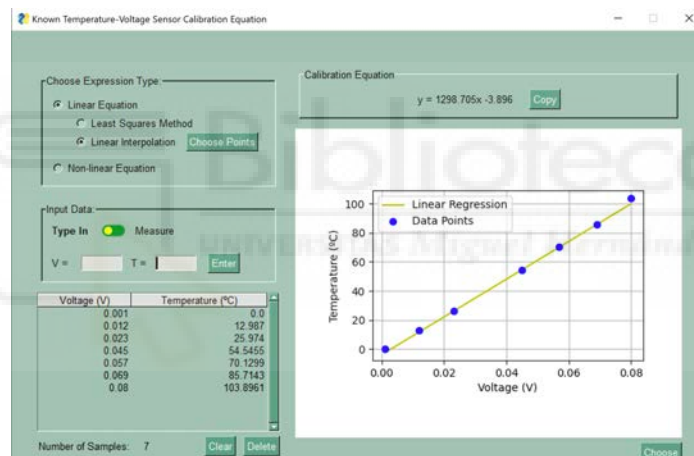 Known Temperature-Voltage Sensor Calibration Equation
Choose Expression Type:
Linear Equation
Least Squares Method
Linear Interpolation Choose Points
Non-linear Equation
Calibration Equation
y = 1298.705x -3.896 Copy
Input Data:
Type In Measure
V = T = Enter
Voltage (V) Temperature (ºC)
0.001 0.0
0.012 12.987
0.023 25.974
0.045 54.5455
0.057 70.1299
0.069 85.7143
0.08 103.8961
Number of Samples: 7 Clear Delete
Linear Regression
Data Points
Temperature (ºC)
100
80
60
40
20
0
0.00 0.02 0.04 0.06 0.08
Voltage (V)
Choose
Biblioteca
UNIVERSITAS Miguel Hernández